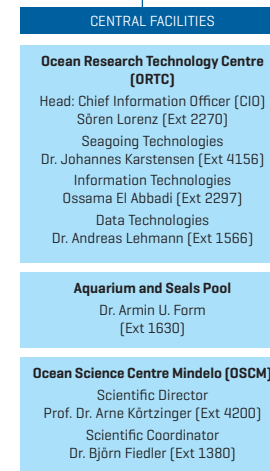 CENTRAL FACILITIES
Ocean Research Technology Centre
(ORTC)
Head: Chief Information Officer (CIO)
Sören Lorenz (Ext 2270)
Seagoing Technologies
Dr. Johannes Karstensen (Ext 4156)
Information Technologies
Ossama El Abbadi (Ext 2297)
Data Technologies
Dr. Andreas Lehmann (Ext 1566)
Aquarium and Seals Pool
Dr. Armin U. Form
(Ext 1630)
Ocean Science Centre Mindelo (OSCM)
Scientific Director
Prof. Dr. Arne Körtzinger (Ext 4200)
Scientific Coordinator
Dr. Björn Fiedler (Ext 1380)